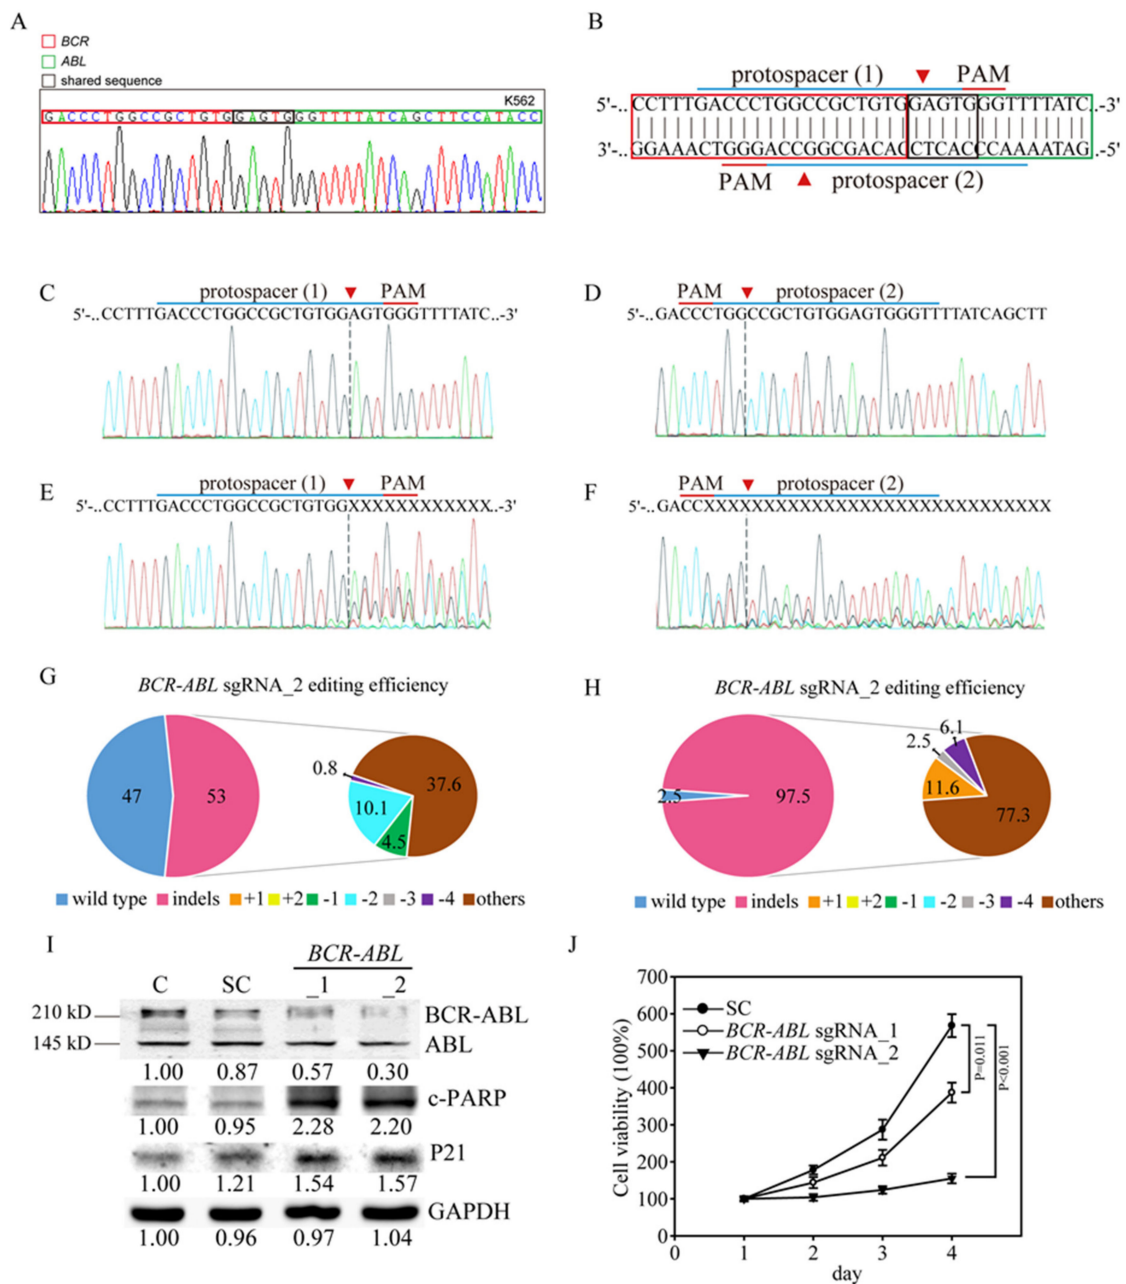 A
BCR
ABL
shared sequence
K562
GACCCTGGCCGCTGTGGAGTGGGTTTTATCAGCTTCCATACC
B
protospacer (1) PAM
5'-..CCTTTGACCCTGGCCGCTGTGGAGTGGGTTTTATC..-3'
3'-..GGAAACTGGGACCGGCGACACCTCACCCAAAATAG..-5'
PAM protospacer (2)
C
protospacer (1) PAM
5'-..CCTTTGACCCTGGCCGCTGTGGAGTGGGTTTTATC..-3'
D
PAM protospacer (2)
5'-..GACCCTGGCCGCTGTGGAGTGGGTTTTATCAGCTT
E
protospacer (1) PAM
5'-..CCTTTGACCCTGGCCGCTGTGGXXXXXXXXXXXXX..-3'
F
PAM protospacer (2)
5'-..GACCXXXXXXXXXXXXXXXXXXXXXXXXXXXXXXX
G
BCR-ABL sgRNA_2 editing efficiency
47
53
0.8
10.1
4.5
37.6
wild type indels +1 +2 -1 -2 -3 -4 others
H
BCR-ABL sgRNA_2 editing efficiency
2.5
97.5
6.1
2.5
11.6
77.3
wild type indels +1 +2 -1 -2 -3 -4 others
I
BCR-ABL
C SC _1 _2
210 kD BCR-ABL
145 kD ABL
1.00 0.87 0.57 0.30
c-PARP
1.00 0.95 2.28 2.20
P21
1.00 1.21 1.54 1.57
GAPDH
1.00 0.96 0.97 1.04
J
Cell viability (100%)
700
600
500
400
300
200
100
0
0 1 2 3 4
day
SC
BCR-ABL sgRNA_1
BCR-ABL sgRNA_2
P=0.011
P<0.001